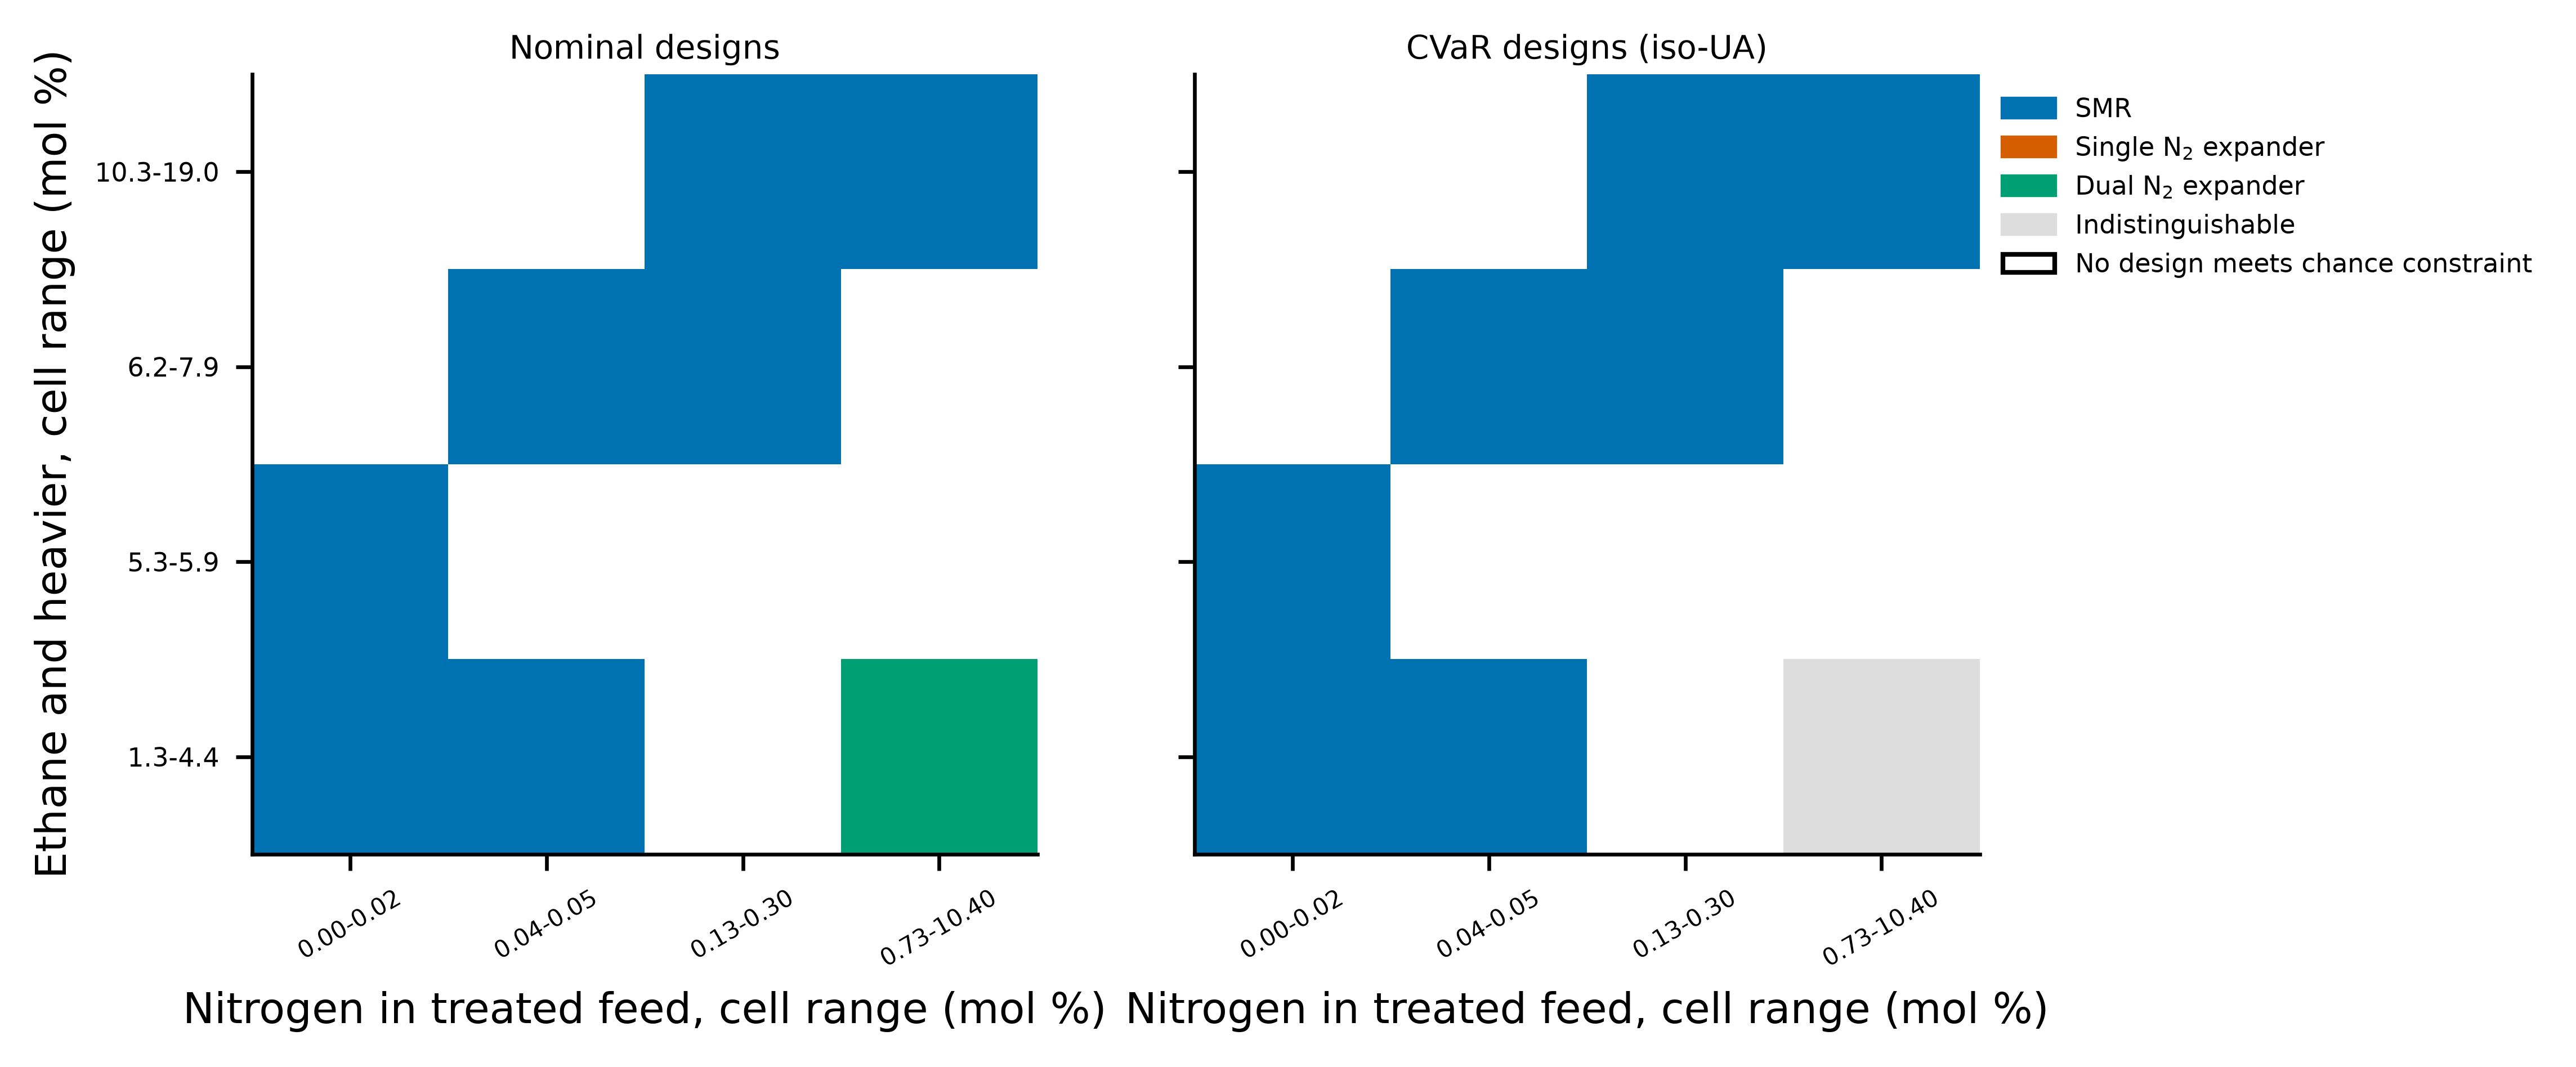 Nominal designs
CVaR designs (iso-UA)
Ethane and heavier, cell range (mol %)
10.3-19.0
6.2-7.9
5.3-5.9
1.3-4.4
0.00-0.02
0.04-0.05
0.13-0.30
0.73-10.40
0.00-0.02
0.04-0.05
0.13-0.30
0.73-10.40
Nitrogen in treated feed, cell range (mol %)
Nitrogen in treated feed, cell range (mol %)
SMR
Single N₂ expander
Dual N₂ expander
Indistinguishable
No design meets chance constraint